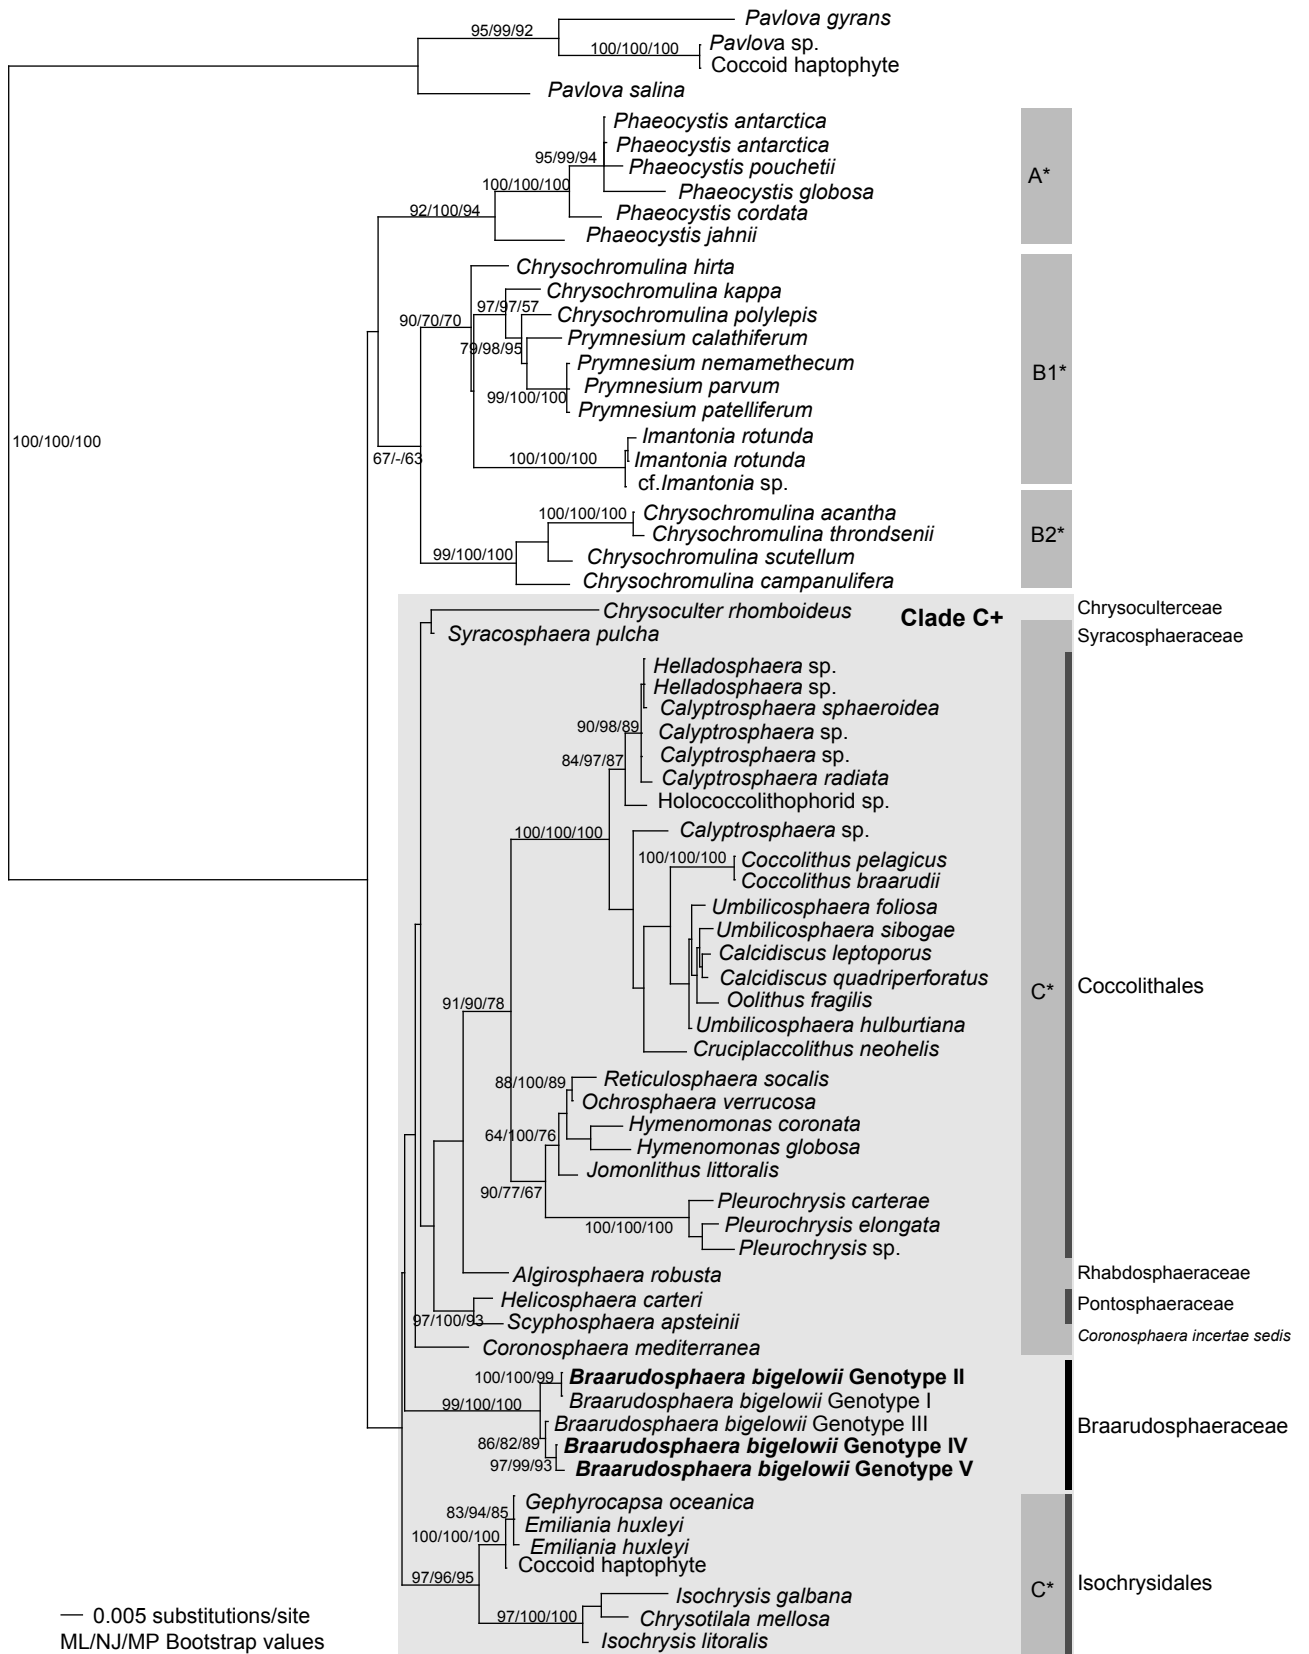 95/99/92
Pavlova gyrans
100/100/100
Pavlova sp.
Coccoid haptophyte
Pavlova salina
Phaeocystis antarctica
Phaeocystis antarctica
95/99/94
Phaeocystis pouchetii
100/100/100
Phaeocystis globosa
92/100/94
Phaeocystis cordata
Phaeocystis jahnii
A*
Chrysochromulina hirta
Chrysochromulina kappa
97/97/57
90/70/70
Chrysochromulina polylepis
79/98/95
Prymnesium calathiferum
Prymnesium nemamethecum
99/100/100
Prymnesium parvum
Prymnesium patelliferum
B1*
Imantonia rotunda
100/100/100
Imantonia rotunda
cf.Imantonia sp.
100/100/100
67/-/63
100/100/100
Chrysochromulina acantha
Chrysochromulina throndsenii
99/100/100
Chrysochromulina scutellum
Chrysochromulina campanulifera
B2*
Chrysoculter rhomboideus
Clade C+
Chrysoculterceae
Syracosphaera pulcha
Syracosphaeraceae
Helladosphaera sp.
Helladosphaera sp.
Calyptrosphaera sphaeroidea
90/98/89
Calyptrosphaera sp.
84/97/87
Calyptrosphaera sp.
Calyptrosphaera radiata
Holococcolithophorid sp.
100/100/100
Calyptrosphaera sp.
100/100/100
Coccolithus pelagicus
Coccolithus braarudii
Umbilicosphaera foliosa
Umbilicosphaera sibogae
Calcidiscus leptoporus
Calcidiscus quadriperforatus
C*
Coccolithales
Oolithus fragilis
91/90/78
Umbilicosphaera hulburtiana
Cruciplaccolithus neohelis
88/100/89
Reticulosphaera socalis
Ochrosphaera verrucosa
Hymenomonas coronata
64/100/76
Hymenomonas globosa
Jomonlithus littoralis
90/77/67
Pleurochrysis carterae
100/100/100
Pleurochrysis elongata
Pleurochrysis sp.
Algirosphaera robusta
Rhabdosphaeraceae
Helicosphaera carteri
97/100/93
Scyphosphaera apsteinii
Pontosphaeraceae
Coronosphaera mediterranea
Coronosphaera incertae sedis
100/100/99
Braarudosphaera bigelowii Genotype II
99/100/100
Braarudosphaera bigelowii Genotype I
Braarudosphaera bigelowii Genotype III
86/82/89
Braarudosphaera bigelowii Genotype IV
97/99/93
Braarudosphaera bigelowii Genotype V
Braarudosphaeraceae
Gephyrocapsa oceanica
83/94/85
Emiliania huxleyi
100/100/100
Emiliania huxleyi
Coccoid haptophyte
97/96/95
C*
Isochrysidales
Isochrysis galbana
97/100/100
Chrysotilala mellosa
Isochrysis litoralis
0.005 substitutions/site
ML/NJ/MP Bootstrap values